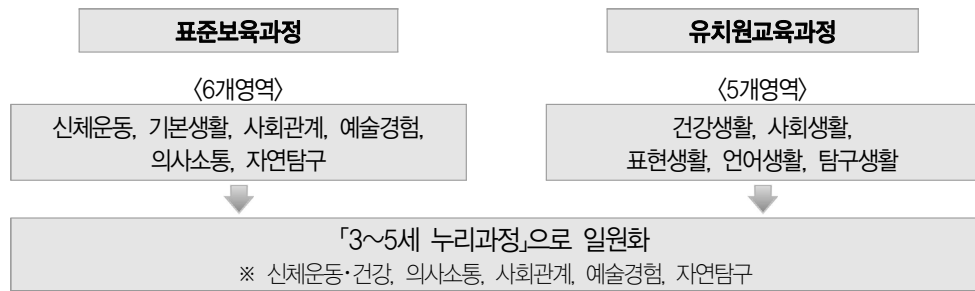 표준보육과정
유치원교육과정
〈6개영역〉
〈5개영역〉
신체운동, 기본생활, 사회관계, 예술경험,
의사소통, 자연탐구
건강생활, 사회생활,
표현생활, 언어생활, 탐구생활
「3～5세 누리과정」으로 일원화
※ 신체운동･건강, 의사소통, 사회관계, 예술경험, 자연탐구